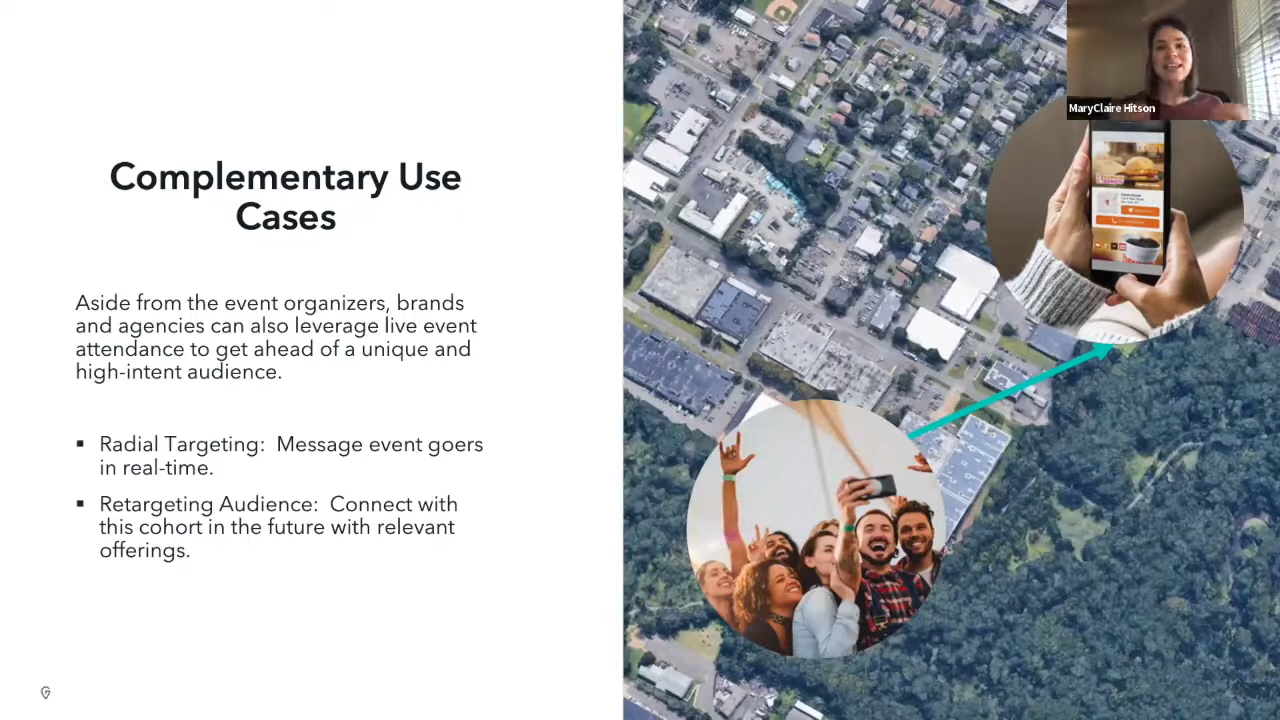 MaryClaire Hitson
Complementary Use
Cases
Aside from the event organizers, brands
and agencies can also leverage live event
attendance to get ahead of a unique and
high-intent audience.
▪ Radial Targeting:  Message event goers
in real-time.
▪ Retargeting Audience:  Connect with
this cohort in the future with relevant
offerings.